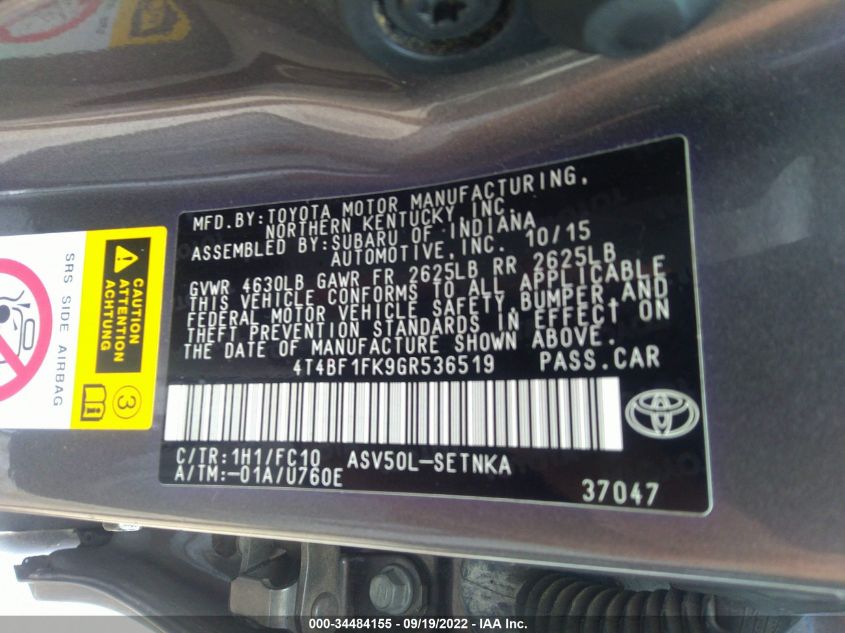 MFD.BY:TOYOTA MOTOR MANUFACTURING,
NORTHERN KENTUCKY, INC.
ASSEMBLED BY:SUBARU OF INDIANA
AUTOMOTIVE,INC. 10/15
GVWR 4630LB GAWR FR 2625LB RR 2625LB
THIS VEHICLE CONFORMS TO ALL APPLICABLE
FEDERAL MOTOR VEHICLE SAFETY,BUMPER,AND
THEFT PREVENTION STANDARDS IN EFFECT ON
THE DATE OF MANUFACTURE SHOWN ABOVE.
4T4BF1FK9GR536519 PASS.CAR
C/TR:1H1/FC10 ASV50L-SETNKA
A/TM:-01A/U760E
37047
CAUTION
ATTENTION
ACHTUNG
SRS SIDE AIRBAG
3
000-34484155 - 09/19/2022 - IAA Inc.